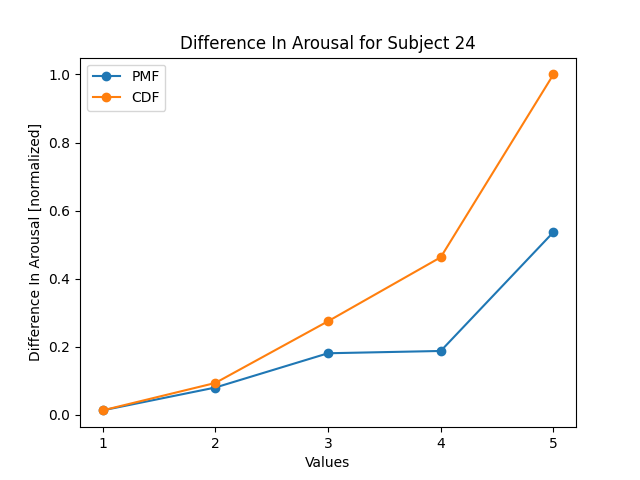 Difference In Arousal for Subject 24
PMF
CDF
Difference In Arousal [normalized]
1.0
0.8
0.6
0.4
0.2
0.0
1 2 3 4 5
Values